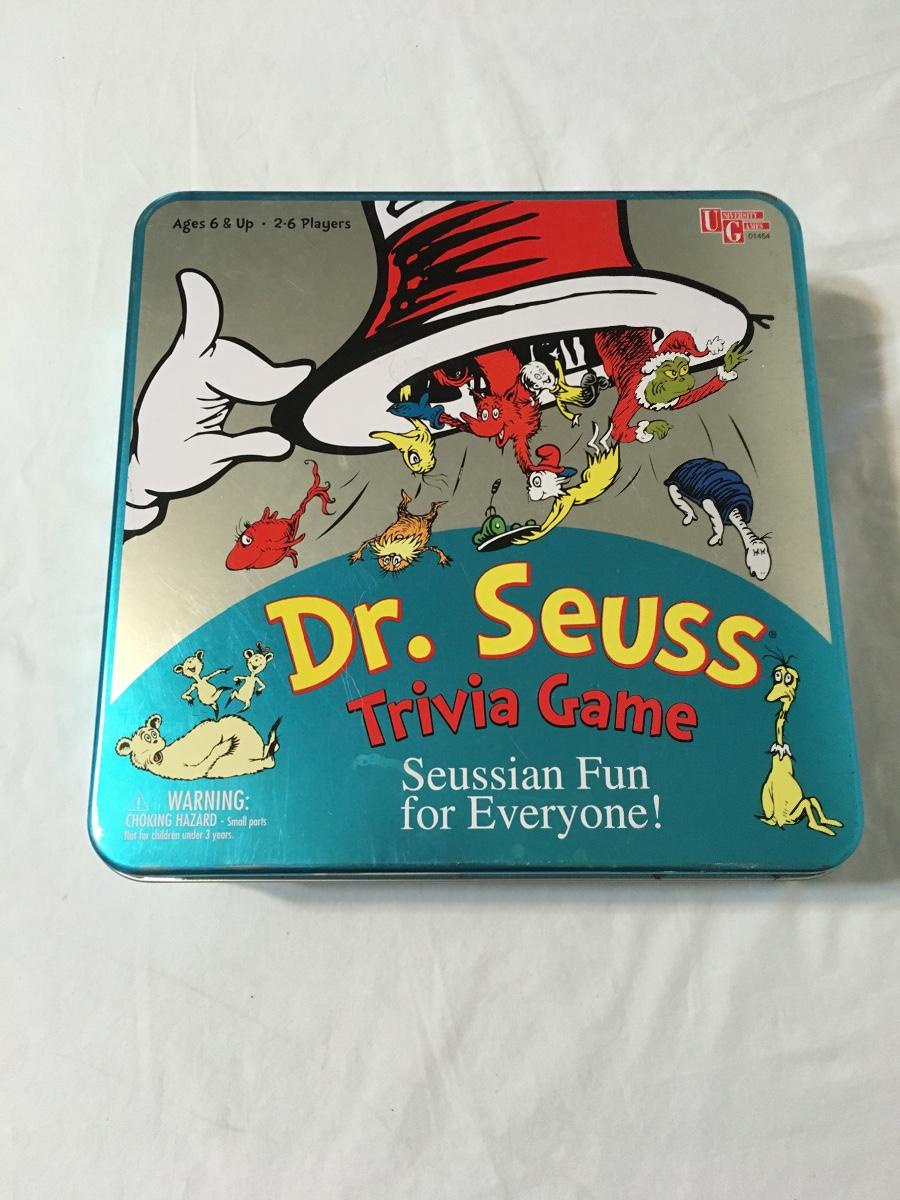 Ages 6 & Up · 2-6 Players
UNIVERSITY
GAMES
01454
Dr. Seuss®
Trivia Game
Seussian Fun
for Everyone!
WARNING:
CHOKING HAZARD - Small parts
Not for children under 3 years.